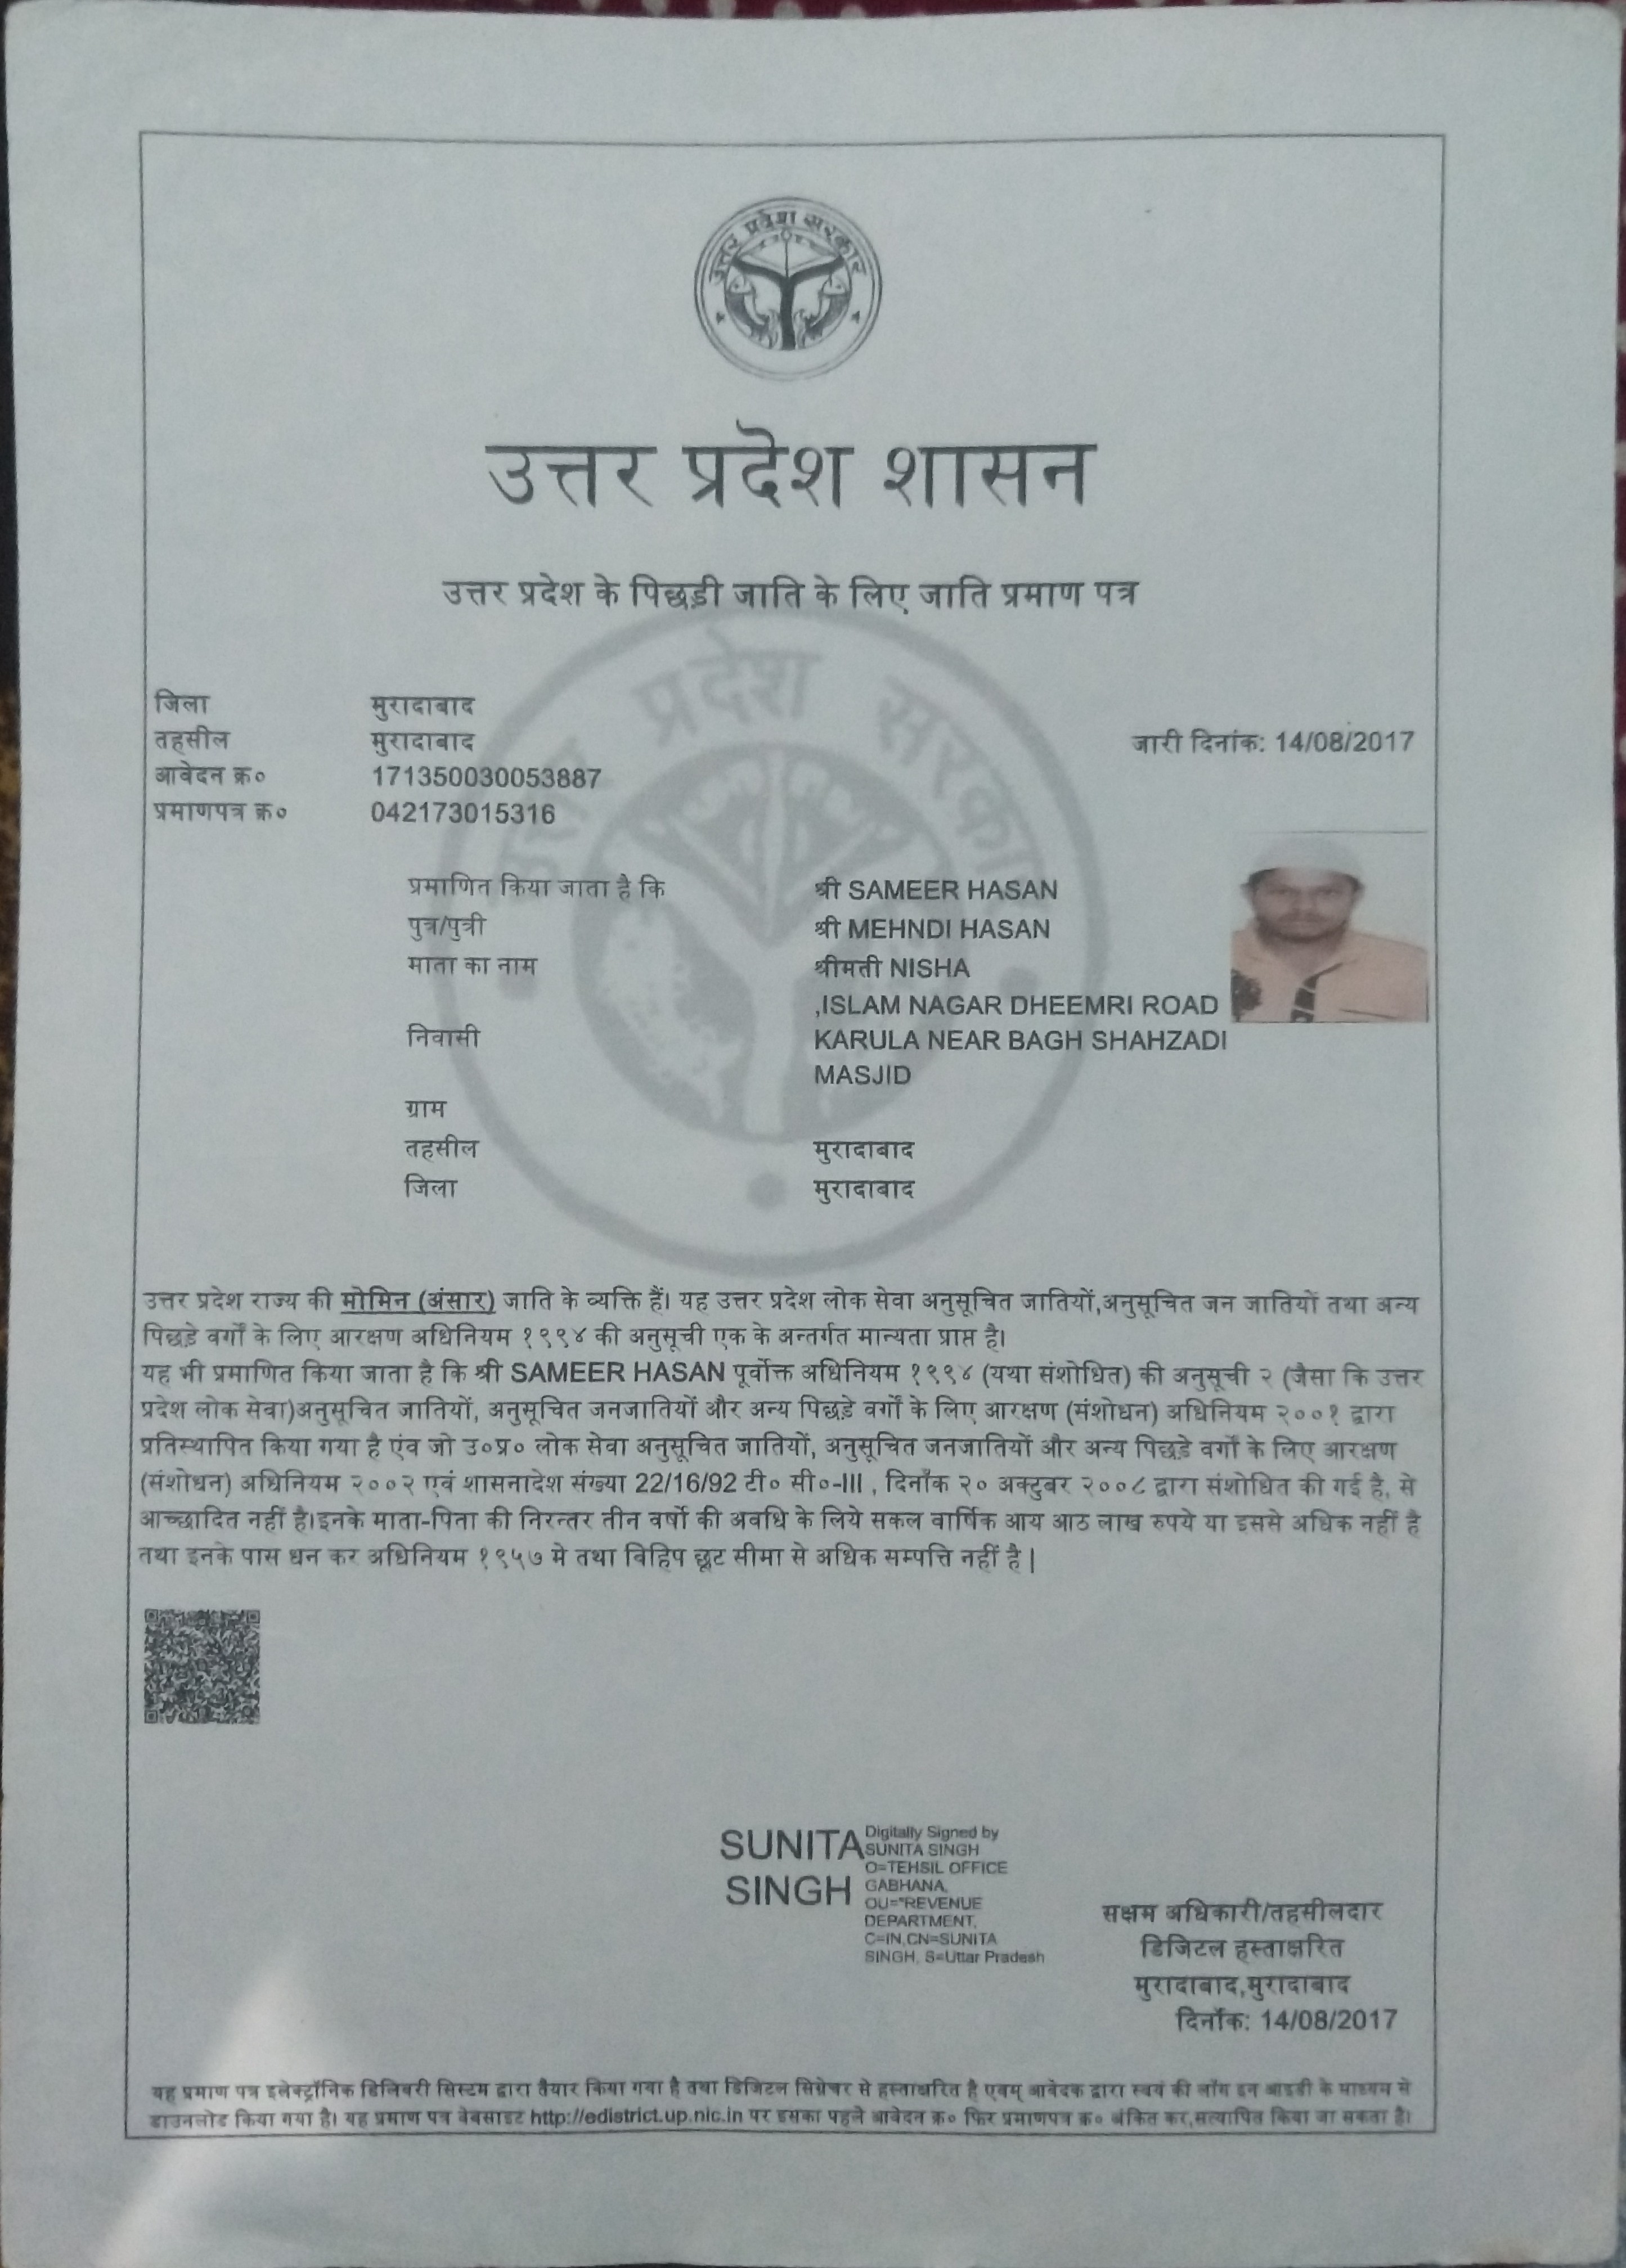 उत्तर प्रदेश सरकार
उत्तर प्रदेश शासन
उत्तर प्रदेश के पिछड़ी जाति के लिए जाति प्रमाण पत्र
जिला मुरादाबाद
तहसील मुरादाबाद
जारी दिनांक: 14/08/2017
आवेदन क्र० 171350030053887
प्रमाणपत्र क्र० 042173015316
प्रमाणित किया जाता है कि श्री SAMEER HASAN
पुत्र/पुत्री श्री MEHNDI HASAN
माता का नाम श्रीमती NISHA
,ISLAM NAGAR DHEEMRI ROAD
निवासी KARULA NEAR BAGH SHAHZADI
MASJID
ग्राम
तहसील मुरादाबाद
जिला मुरादाबाद
उत्तर प्रदेश राज्य की मोमिन (अंसार) जाति के व्यक्ति हैं। यह उत्तर प्रदेश लोक सेवा अनुसूचित जातियों,अनुसूचित जन जातियों तथा अन्य
पिछड़े वर्गों के लिए आरक्षण अधिनियम १९९४ की अनुसूची एक के अन्तर्गत मान्यता प्राप्त है।
यह भी प्रमाणित किया जाता है कि श्री SAMEER HASAN पूर्वोक्त अधिनियम १९९४ (यथा संशोधित) की अनुसूची २ (जैसा कि उत्तर
प्रदेश लोक सेवा)अनुसूचित जातियों, अनुसूचित जनजातियों और अन्य पिछड़े वर्गों के लिए आरक्षण (संशोधन) अधिनियम २००१ द्वारा
प्रतिस्थापित किया गया है एंव जो उ०प्र० लोक सेवा अनुसूचित जातियों, अनुसूचित जनजातियों और अन्य पिछड़े वर्गों के लिए आरक्षण
(संशोधन) अधिनियम २००२ एवं शासनादेश संख्या 22/16/92 टी० सी०-III , दिनाँक २० अक्टुबर २००८ द्वारा संशोधित की गई है, से
आच्छादित नहीं है।इनके माता-पिता की निरन्तर तीन वर्षो की अवधि के लिये सकल वार्षिक आय आठ लाख रुपये या इससे अधिक नहीं है
तथा इनके पास धन कर अधिनियम १९५७ मे तथा विहिप छूट सीमा से अधिक सम्पत्ति नहीं है |
SUNITA
SINGH
Digitally Signed by
SUNITA SINGH
O=TEHSIL OFFICE
GABHANA,
OU="REVENUE
DEPARTMENT,
C=IN,CN=SUNITA
SINGH, S=Uttar Pradesh
सक्षम अधिकारी/तहसीलदार
डिजिटल हस्ताक्षरित
मुरादाबाद,मुरादाबाद
दिनाँक: 14/08/2017
यह प्रमाण पत्र इलेक्ट्रॉनिक डिलिवरी सिस्टम द्वारा तैयार किया गया है तथा डिजिटल सिग्नेचर से हस्ताक्षरित है एवम् आवेदक द्वारा स्वयं की लॉग इन आइडी के माध्यम से
डाउनलोड किया गया है। यह प्रमाण पत्र वेबसाइट http://edistrict.up.nic.in पर इसका पहले आवेदन क्र० फिर प्रमाणपत्र क्र० अंकित कर,सत्यापित किया जा सकता है।